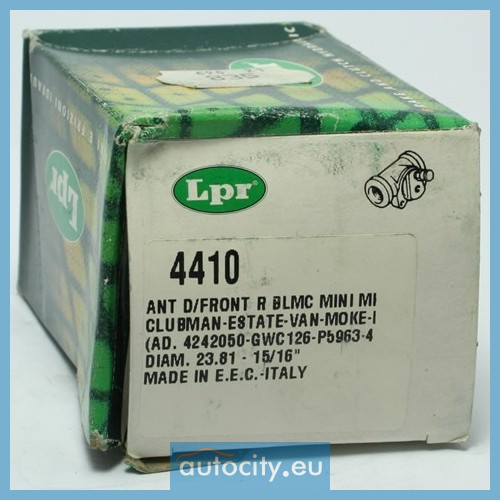 Lpr
4410
ANT D/FRONT R BLMC MINI MI
CLUBMAN-ESTATE-VAN-MOKE-I
(AD. 4242050-GWC126-P5963-4
DIAM. 23.81 - 15/16"
MADE IN E.E.C.-ITALY
Lpr
autocity.eu